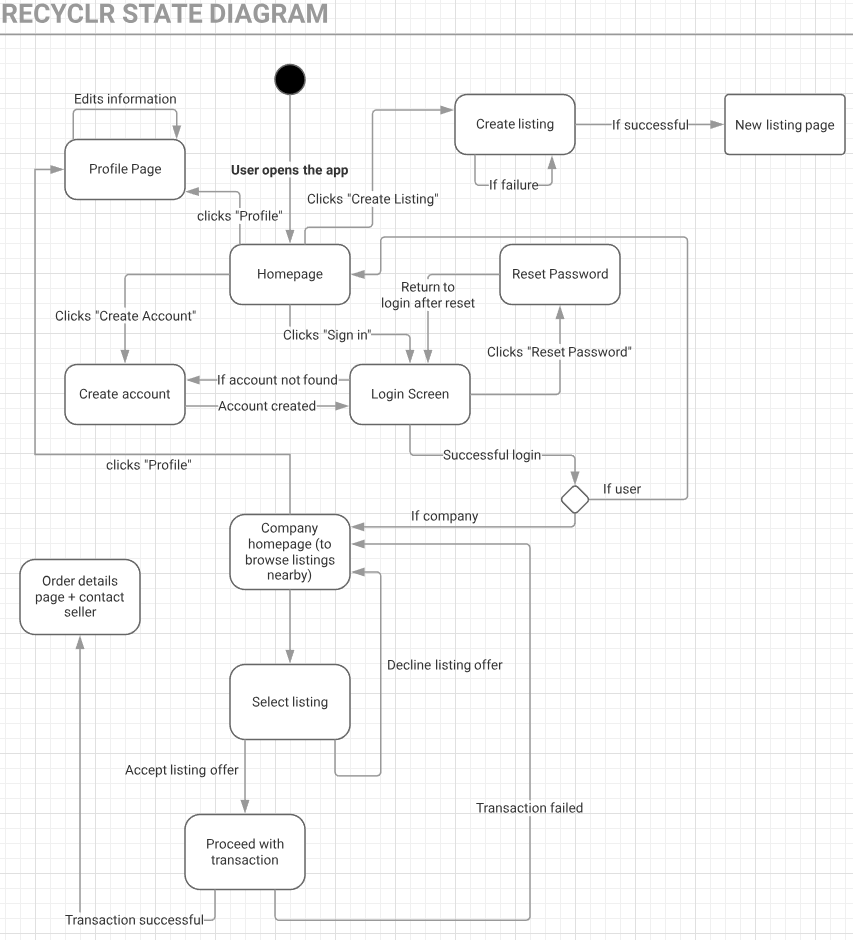 RECYCLR STATE DIAGRAM
Edits information
Profile Page
User opens the app
Create listing
If successful
New listing page
If failure
Clicks "Create Listing"
clicks "Profile"
Homepage
Reset Password
Return to
login after reset
Clicks "Create Account"
Clicks "Sign in"
Clicks "Reset Password"
Create account
If account not found
Account created
Login Screen
Successful login
clicks "Profile"
If user
If company
Company
homepage (to
browse listings
nearby)
Order details
page + contact
seller
Decline listing offer
Select listing
Accept listing offer
Transaction failed
Proceed with
transaction
Transaction successful